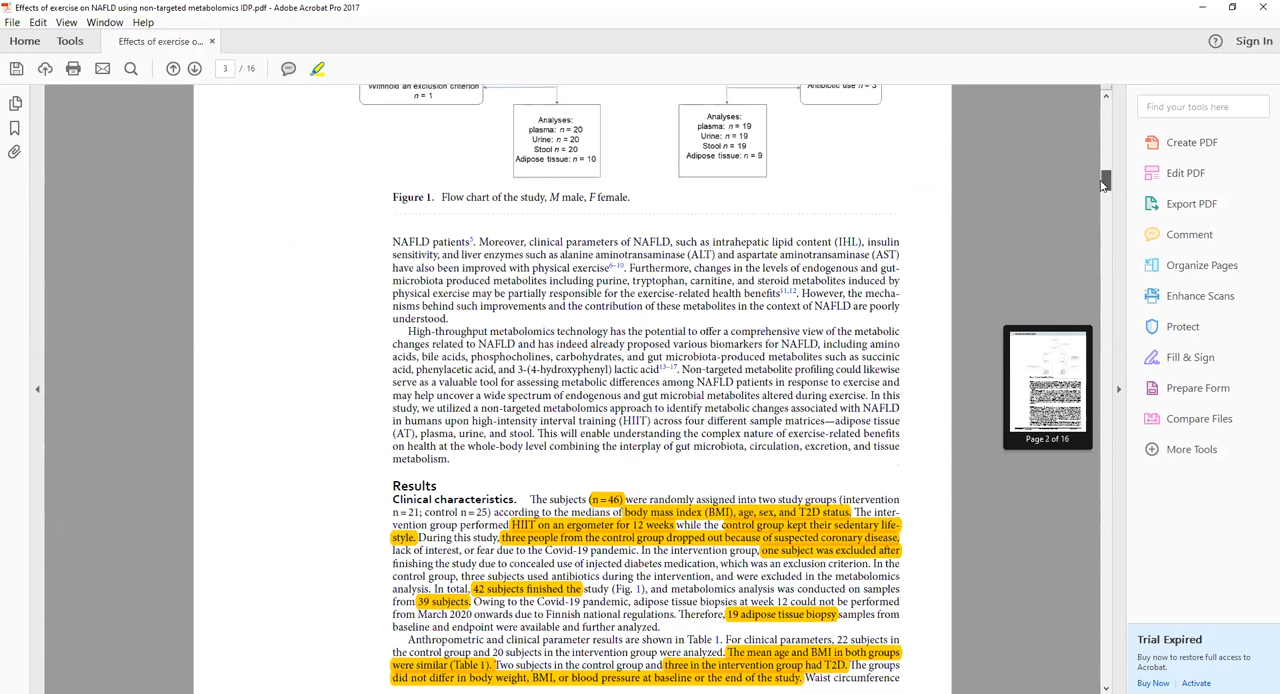 Effects of exercise on NAFLD using non-targeted metabolomics IDP.pdf - Adobe Acrobat Pro 2017
File Edit View Window Help
Home Tools Effects of exercise o... × Sign In
3 / 16
Withhold an exclusion criterion
n = 1
Antibiotic use n = 3
Analyses:
plasma: n = 20
Urine: n = 20
Stool n = 20
Adipose tissue: n = 10
Analyses:
plasma: n = 19
Urine: n = 19
Stool n = 19
Adipose tissue: n = 9
Figure 1. Flow chart of the study, M male, F female.
NAFLD patients5. Moreover, clinical parameters of NAFLD, such as intrahepatic lipid content (IHL), insulin
sensitivity, and liver enzymes such as alanine aminotransaminase (ALT) and aspartate aminotransaminase (AST)
have also been improved with physical exercise6–10. Furthermore, changes in the levels of endogenous and gut-
microbiota produced metabolites including purine, tryptophan, carnitine, and steroid metabolites induced by
physical exercise may be partially responsible for the exercise-related health benefits11,12. However, the mecha-
nisms behind such improvements and the contribution of these metabolites in the context of NAFLD are poorly
understood.
High-throughput metabolomics technology has the potential to offer a comprehensive view of the metabolic
changes related to NAFLD and has indeed already proposed various biomarkers for NAFLD, including amino
acids, bile acids, phosphocholines, carbohydrates, and gut microbiota-produced metabolites such as succinic
acid, phenylacetic acid, and 3-(4-hydroxyphenyl) lactic acid13–17. Non-targeted metabolite profiling could likewise
serve as a valuable tool for assessing metabolic differences among NAFLD patients in response to exercise and
may help uncover a wide spectrum of endogenous and gut microbial metabolites altered during exercise. In this
study, we utilized a non-targeted metabolomics approach to identify metabolic changes associated with NAFLD
in humans upon high-intensity interval training (HIIT) across four different sample matrices—adipose tissue
(AT), plasma, urine, and stool. This will enable understanding the complex nature of exercise-related benefits
on health at the whole-body level combining the interplay of gut microbiota, circulation, excretion, and tissue
metabolism.
Results
Clinical characteristics. The subjects (n = 46) were randomly assigned into two study groups (intervention
n = 21; control n = 25) according to the medians of body mass index (BMI), age, sex, and T2D status. The inter-
vention group performed HIIT on an ergometer for 12 weeks while the control group kept their sedentary life-
style. During this study, three people from the control group dropped out because of suspected coronary disease,
lack of interest, or fear due to the Covid-19 pandemic. In the intervention group, one subject was excluded after
finishing the study due to concealed use of injected diabetes medication, which was an exclusion criterion. In the
control group, three subjects used antibiotics during the intervention, and were excluded in the metabolomics
analysis. In total, 42 subjects finished the study (Fig. 1), and metabolomics analysis was conducted on samples
from 39 subjects. Owing to the Covid-19 pandemic, adipose tissue biopsies at week 12 could not be performed
from March 2020 onwards due to Finnish national regulations. Therefore, 19 adipose tissue biopsy samples from
baseline and endpoint were available and further analyzed.
Anthropometric and clinical parameter results are shown in Table 1. For clinical parameters, 22 subjects in
the control group and 20 subjects in the intervention group were analyzed. The mean age and BMI in both groups
were similar (Table 1). Two subjects in the control group and three in the intervention group had T2D. The groups
did not differ in body weight, BMI, or blood pressure at baseline or the end of the study. Waist circumference
Page 2 of 16
Find your tools here
Create PDF
Edit PDF
Export PDF
Comment
Organize Pages
Enhance Scans
Protect
Fill & Sign
Prepare Form
Compare Files
More Tools
Trial Expired
Buy now to restore full access to
Acrobat.
Buy Now Activate